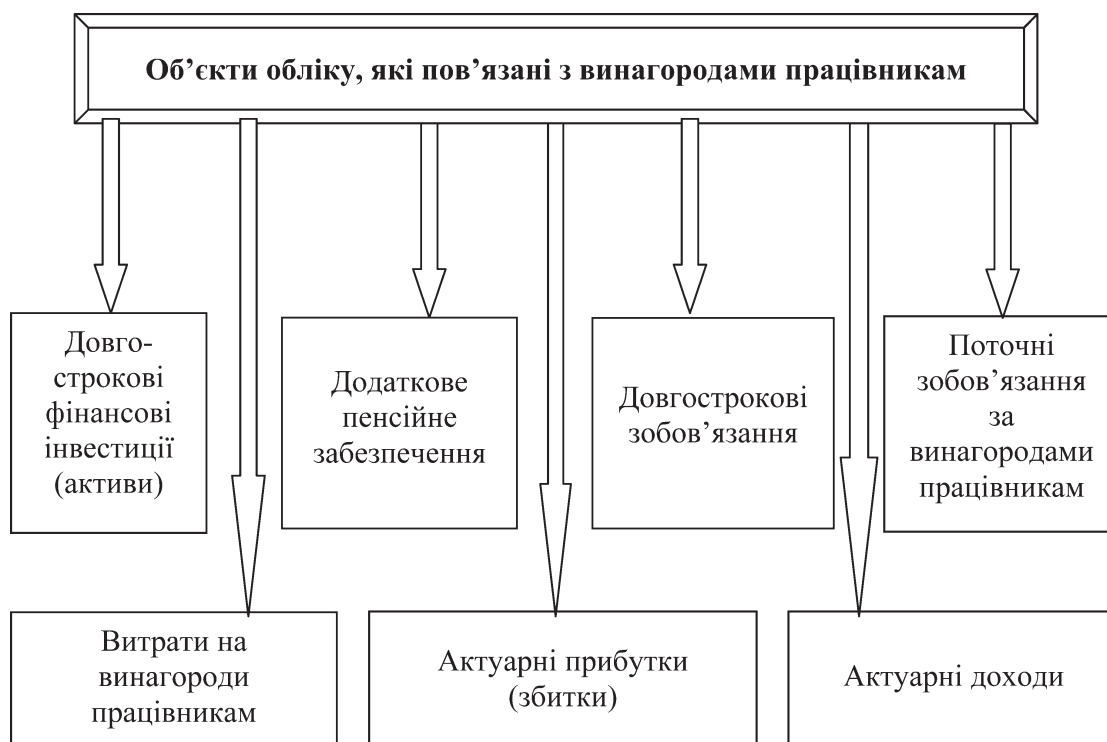 Об’єкти обліку, які пов’язані з винагородами працівникам
Довго-
строкові
фінансові
інвестиції
(активи)
Додаткове
пенсійне
забезпечення
Довгострокові
зобов’язання
Поточні
зобов’язання
за
винагородами
працівникам
Витрати на
винагороди
працівникам
Актуарні прибутки
(збитки)
Актуарні доходи